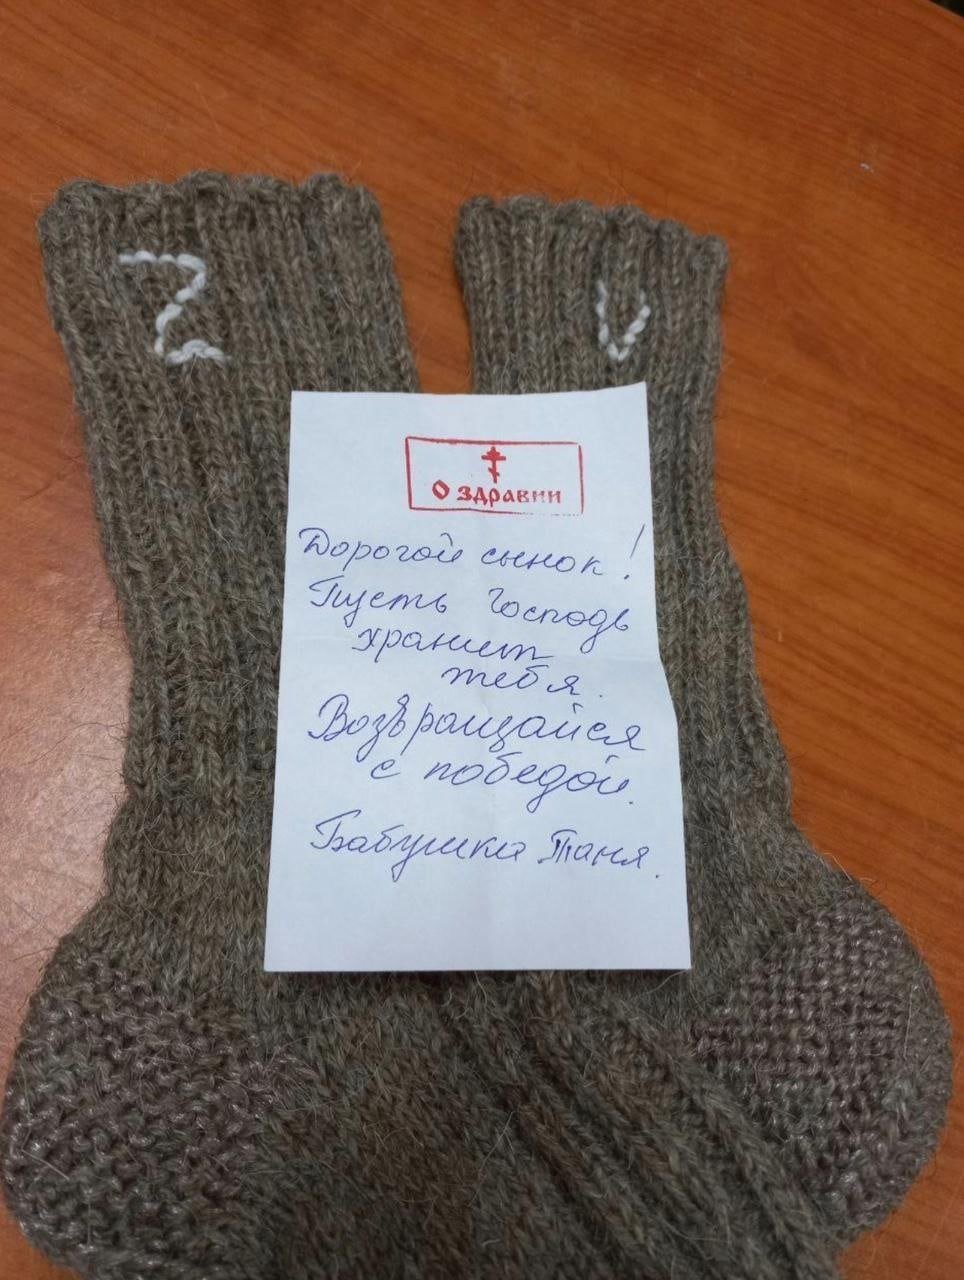 Z
V
О здравии
Дорогой сынок!
Пусть Господь
хранит
тебя.
Возвращайся
с победой.
Бабушка Таня.